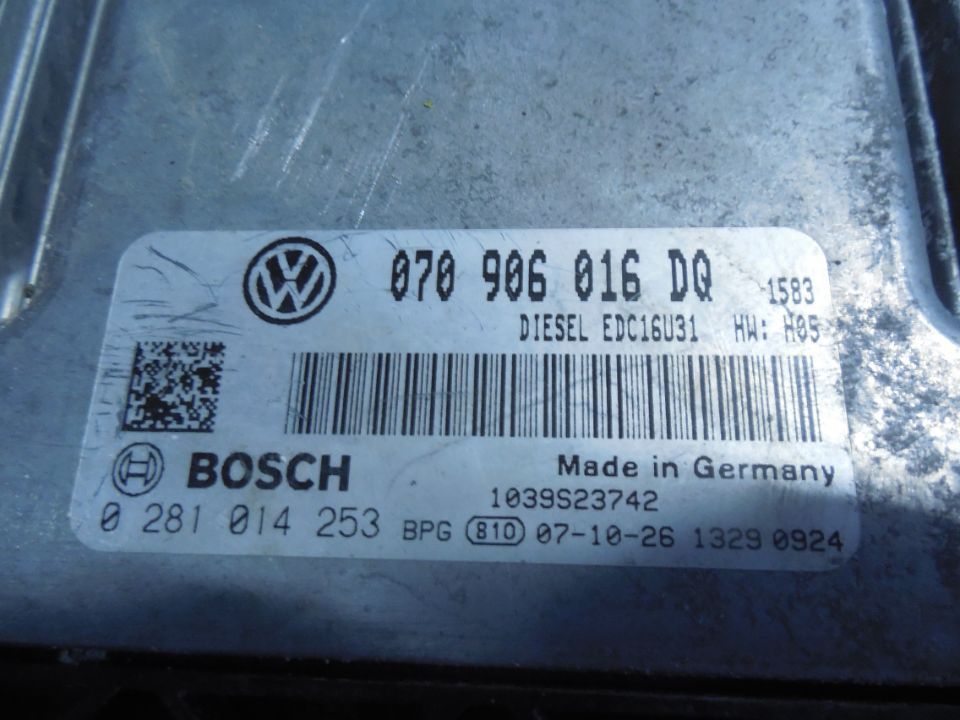 070 906 016 DQ 1583
DIESEL EDC16U31 HW: H05
BOSCH Made in Germany
1039S23742
0 281 014 253 BPG 810 07-10-26 1329 0924